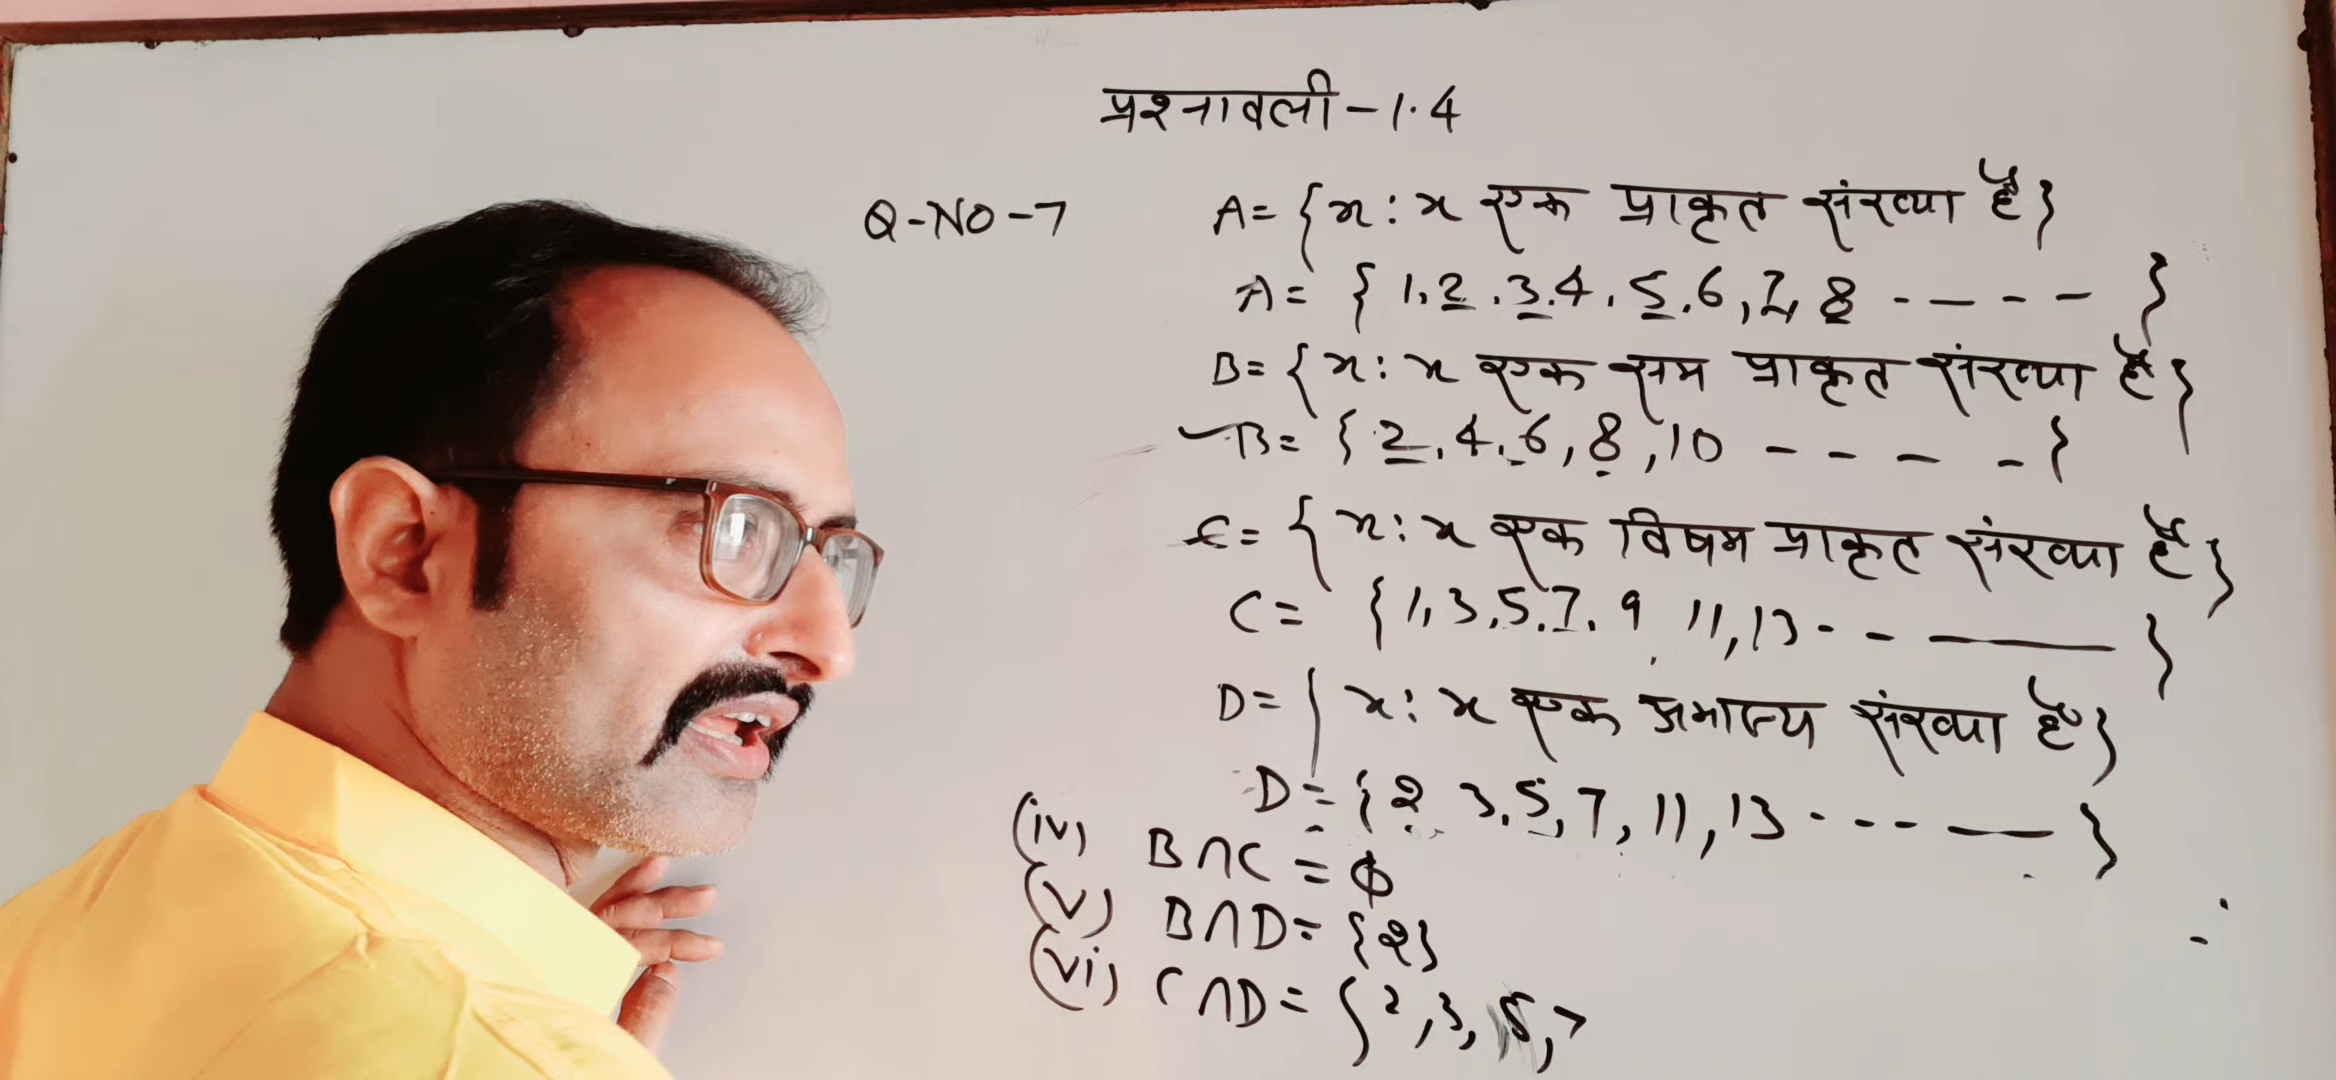 प्रश्नावली-1.4
Q-NO-7 A= {x : x एक प्राकृत संख्या है}
A= { 1, 2, 3, 4, 5, 6, 7, 8 ----- }
B= {x : x एक सम प्राकृत संख्या है}
B= { 2, 4, 6, 8, 10 ---- }
C= {x : x एक विषम प्राकृत संख्या है}
C= { 1, 3, 5, 7, 9 11, 13 --- }
D= {x : x एक अभाज्य संख्या है}
D= {2 3, 5, 7, 11, 13 ---- }
(iv) B∩C = ϕ
(v) B∩D= {2}
(vi) C∩D= {2, 3, 5, 7